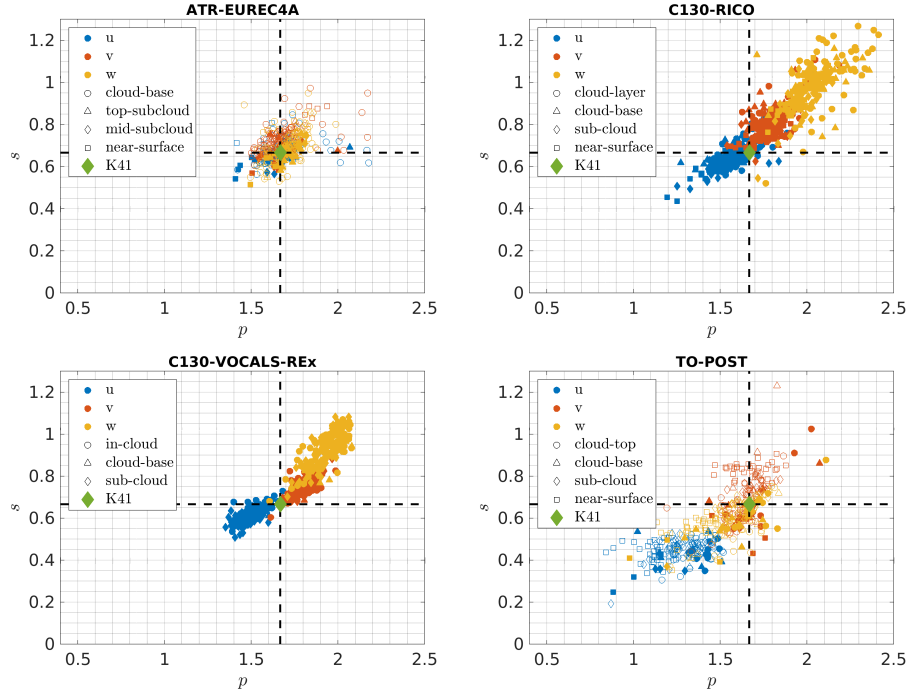 ATR-EUREC4A
1.2
1
0.8
0.6
0.4
0.2
0
s
u
v
w
cloud-base
top-subcloud
mid-subcloud
near-surface
K41
0.5 1 1.5 2 2.5
p
C130-RICO
1.2
1
0.8
0.6
0.4
0.2
0
s
u
v
w
cloud-layer
cloud-base
sub-cloud
near-surface
K41
0.5 1 1.5 2 2.5
p
C130-VOCALS-REx
1.2
1
0.8
0.6
0.4
0.2
0
s
u
v
w
in-cloud
cloud-base
sub-cloud
K41
0.5 1 1.5 2 2.5
p
TO-POST
1.2
1
0.8
0.6
0.4
0.2
0
s
u
v
w
cloud-top
cloud-base
sub-cloud
near-surface
K41
0.5 1 1.5 2 2.5
p